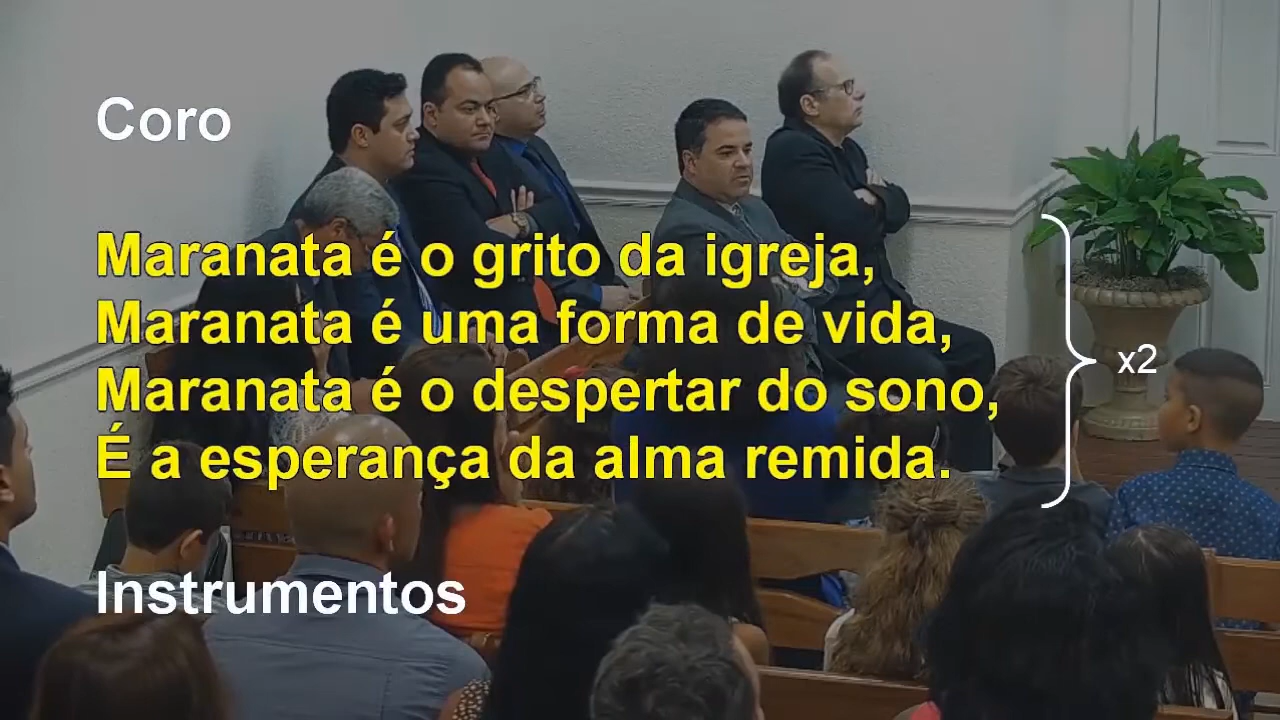 Coro
Maranata é o grito da igreja,
Maranata é uma forma de vida,
Maranata é o despertar do sono,
É a esperança da alma remida.
x2
Instrumentos